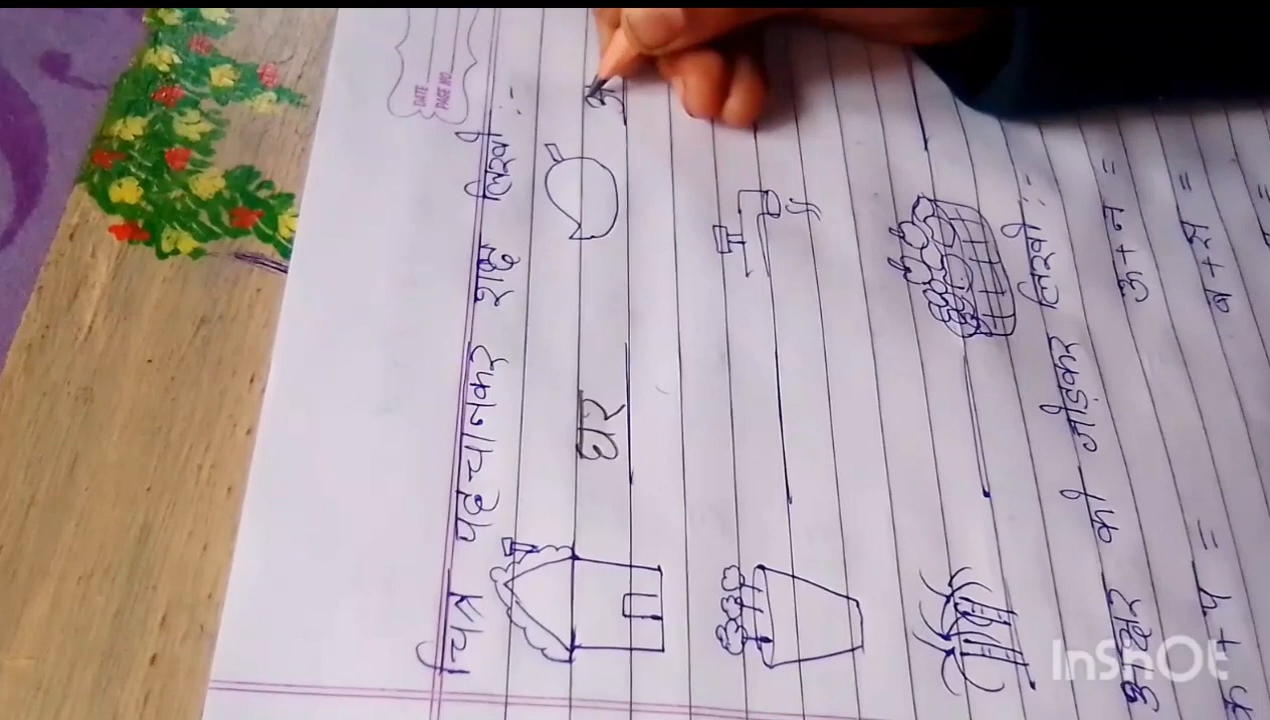 DATE
PAGE NO.
चित्र पहचानकर शब्द लिखो :-
घर
अक्षर को जोड़कर लिखो :-
ऊ + न =
+ प = ब + स =
InShOt